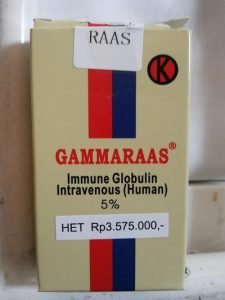 RAAS
K
GAMMARAAS®
Immune Globulin
Intravenous (Human)
5%
HET Rp3.575.000,-